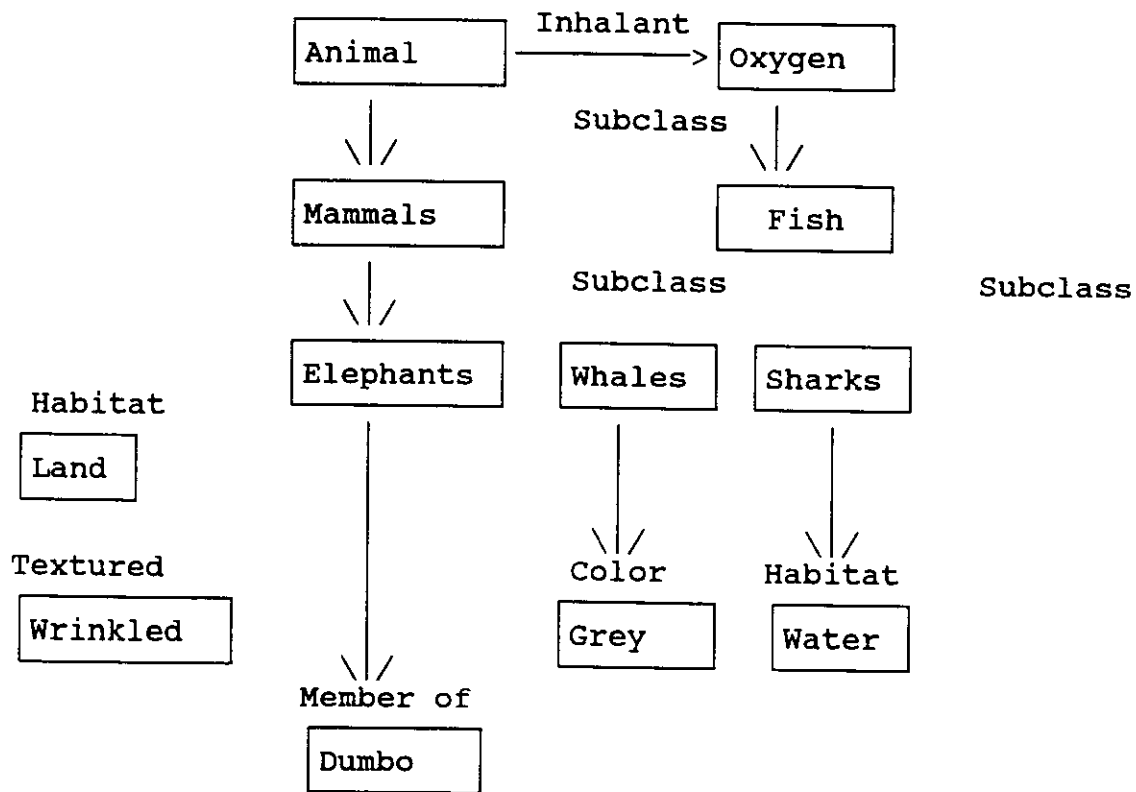 Inhalant
Animal > Oxygen
Subclass
Mammals Fish
Subclass Subclass
Elephants Whales Sharks
Habitat
Land
Textured Color Habitat
Wrinkled Grey Water
Member of
Dumbo